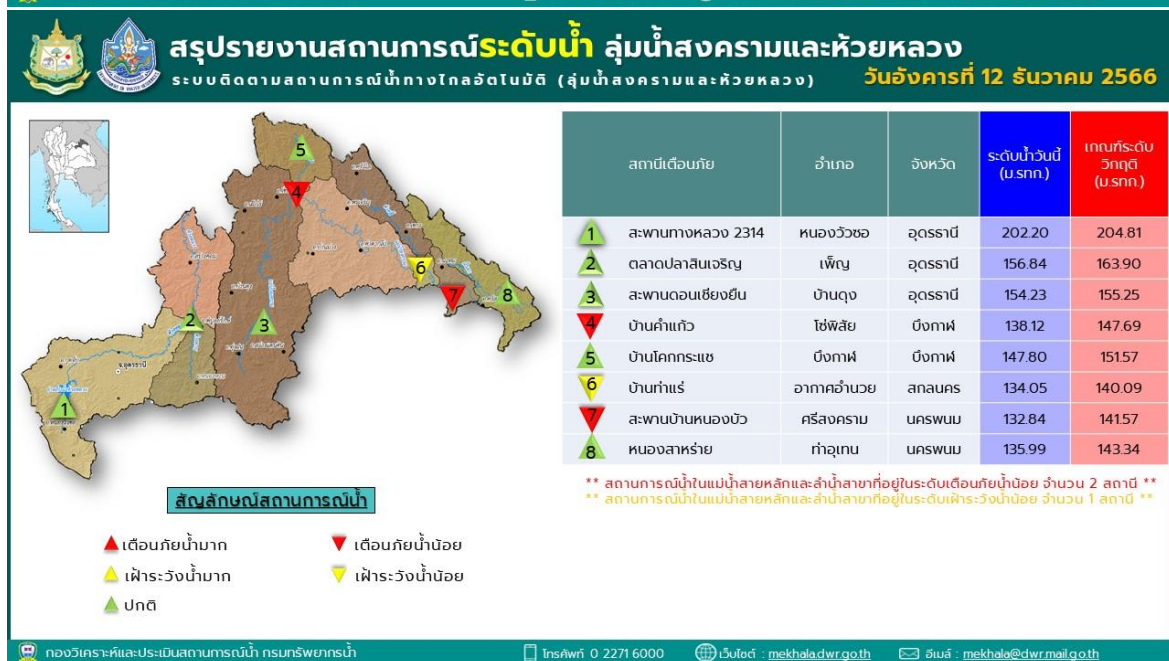 สรุปรายงานสถานการณ์ระดับน้ำ ลุ่มน้ำสงครามและห้วยหลวง
ระบบติดตามสถานการณ์น้ำทางไกลอัตโนมัติ (ลุ่มน้ำสงครามและห้วยหลวง) วันอังคารที่ 12 ธันวาคม 2566
สถานีเตือนภัย อำเภอ จังหวัด ระดับน้ำวันนี้ (ม.รทก.) เกณฑ์ระดับวิกฤติ (ม.รทก.)
1 สะพานทางหลวง 2314 หนองวัวซอ อุดรธานี 202.20 204.81
2 ตลาดปลาสินเจริญ เพ็ญ อุดรธานี 156.84 163.90
3 สะพานดอนเชียงยืน บ้านดุง อุดรธานี 154.23 155.25
4 บ้านคำแก้ว โซ่พิสัย บึงกาฬ 138.12 147.69
5 บ้านโคกกระแซ บึงกาฬ บึงกาฬ 147.80 151.57
6 บ้านท่าแร่ อากาศอำนวย สกลนคร 134.05 140.09
7 สะพานบ้านหนองบัว ศรีสงคราม นครพนม 132.84 141.57
8 หนองสาหร่าย ท่าอุเทน นครพนม 135.99 143.34
** สถานการณ์น้ำในแม่น้ำสายหลักและลำน้ำสาขาที่อยู่ในระดับเตือนภัยน้ำน้อย จำนวน 2 สถานี **
** สถานการณ์น้ำในแม่น้ำสายหลักและลำน้ำสาขาที่อยู่ในระดับเฝ้าระวังน้ำน้อย จำนวน 1 สถานี **
5
4
6
7
8
2
3
จ.อุดรธานี
1
สัญลักษณ์สถานการณ์น้ำ
เตือนภัยน้ำมาก เตือนภัยน้ำน้อย
เฝ้าระวังน้ำมาก เฝ้าระวังน้ำน้อย
ปกติ
กองวิเคราะห์และประเมินสถานการณ์น้ำ กรมทรัพยากรน้ำ โทรศัพท์ 0 2271 6000 เว็บไซต์ : mekhala.dwr.go.th อีเมล์ : mekhala@dwr.mail.go.th